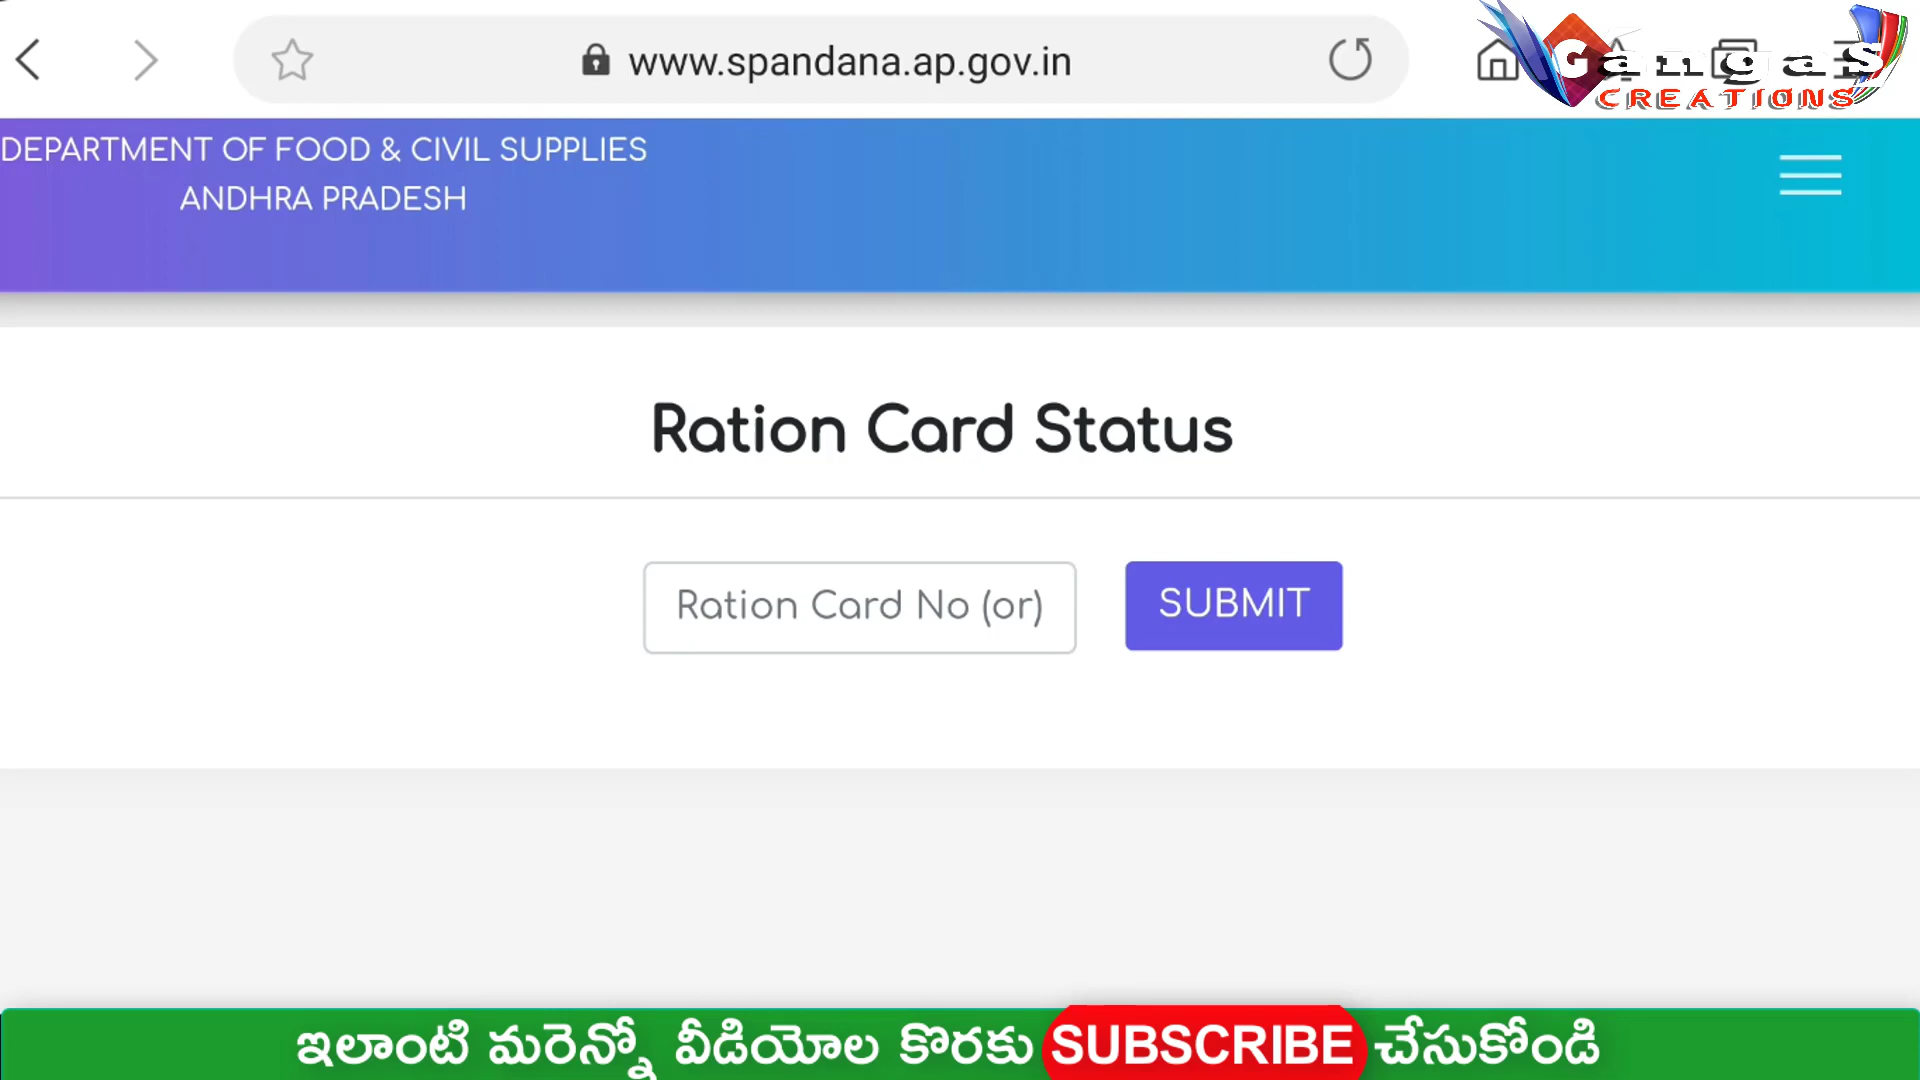 www.spandana.ap.gov.in
GangaS
CREATIONS
DEPARTMENT OF FOOD & CIVIL SUPPLIES
ANDHRA PRADESH
Ration Card Status
Ration Card No (or)
SUBMIT
ఇలాంటి మరెన్నో వీడియోల కొరకు SUBSCRIBE చేసుకోండి